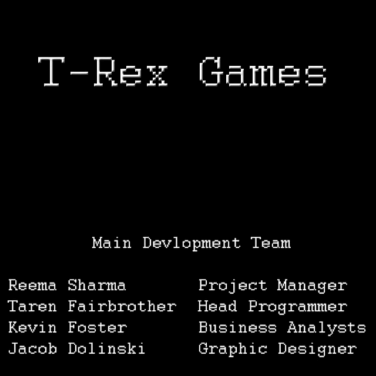 T-Rex Games
Main Devlopment Team
Reema Sharma Project Manager
Taren Fairbrother Head Programmer
Kevin Foster Business Analysts
Jacob Dolinski Graphic Designer